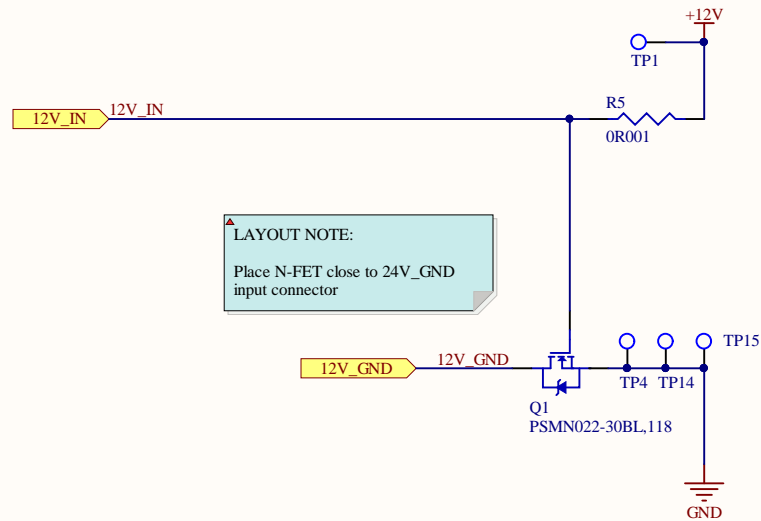 +12V
TP1
R5
12V_IN
12V_IN
0R001
LAYOUT NOTE:
Place N-FET close to 24V_GND
input connector
TP15
12V_GND
12V_GND
TP4
TP14
Q1
PSMN022-30BL,118
GND